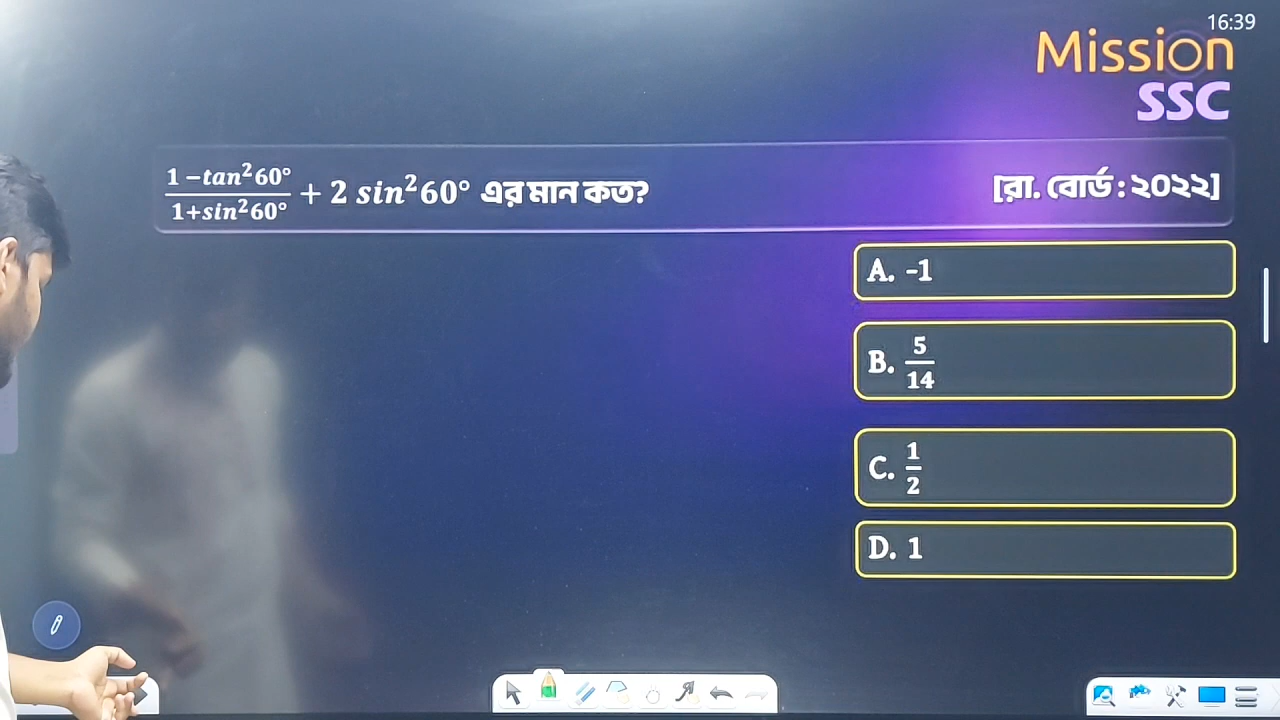 16:39
Mission
SSC
1-tan²60°/1+sin²60° + 2 sin²60° এর মান কত?
[রা. বোর্ড : ২০২২]
A. -1
B. 5/14
C. 1/2
D. 1